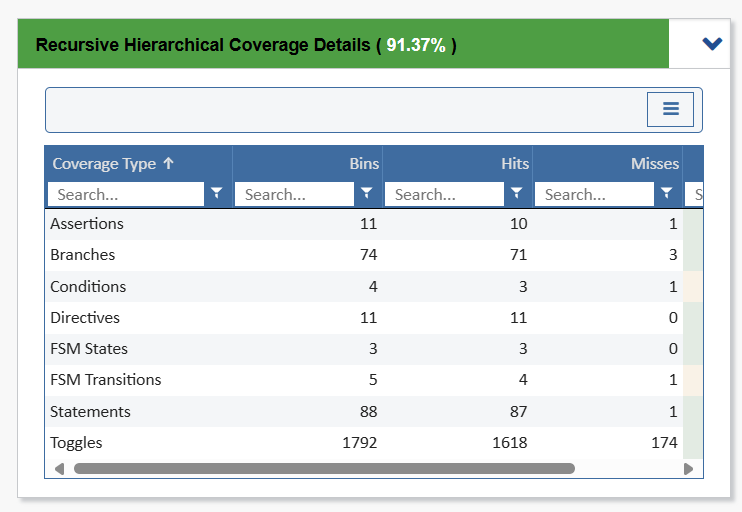 Recursive Hierarchical Coverage Details ( 91.37% )
Coverage Type ↑ Bins Hits Misses
Search... Search... Search... Search... S
Assertions 11 10 1
Branches 74 71 3
Conditions 4 3 1
Directives 11 11 0
FSM States 3 3 0
FSM Transitions 5 4 1
Statements 88 87 1
Toggles 1792 1618 174